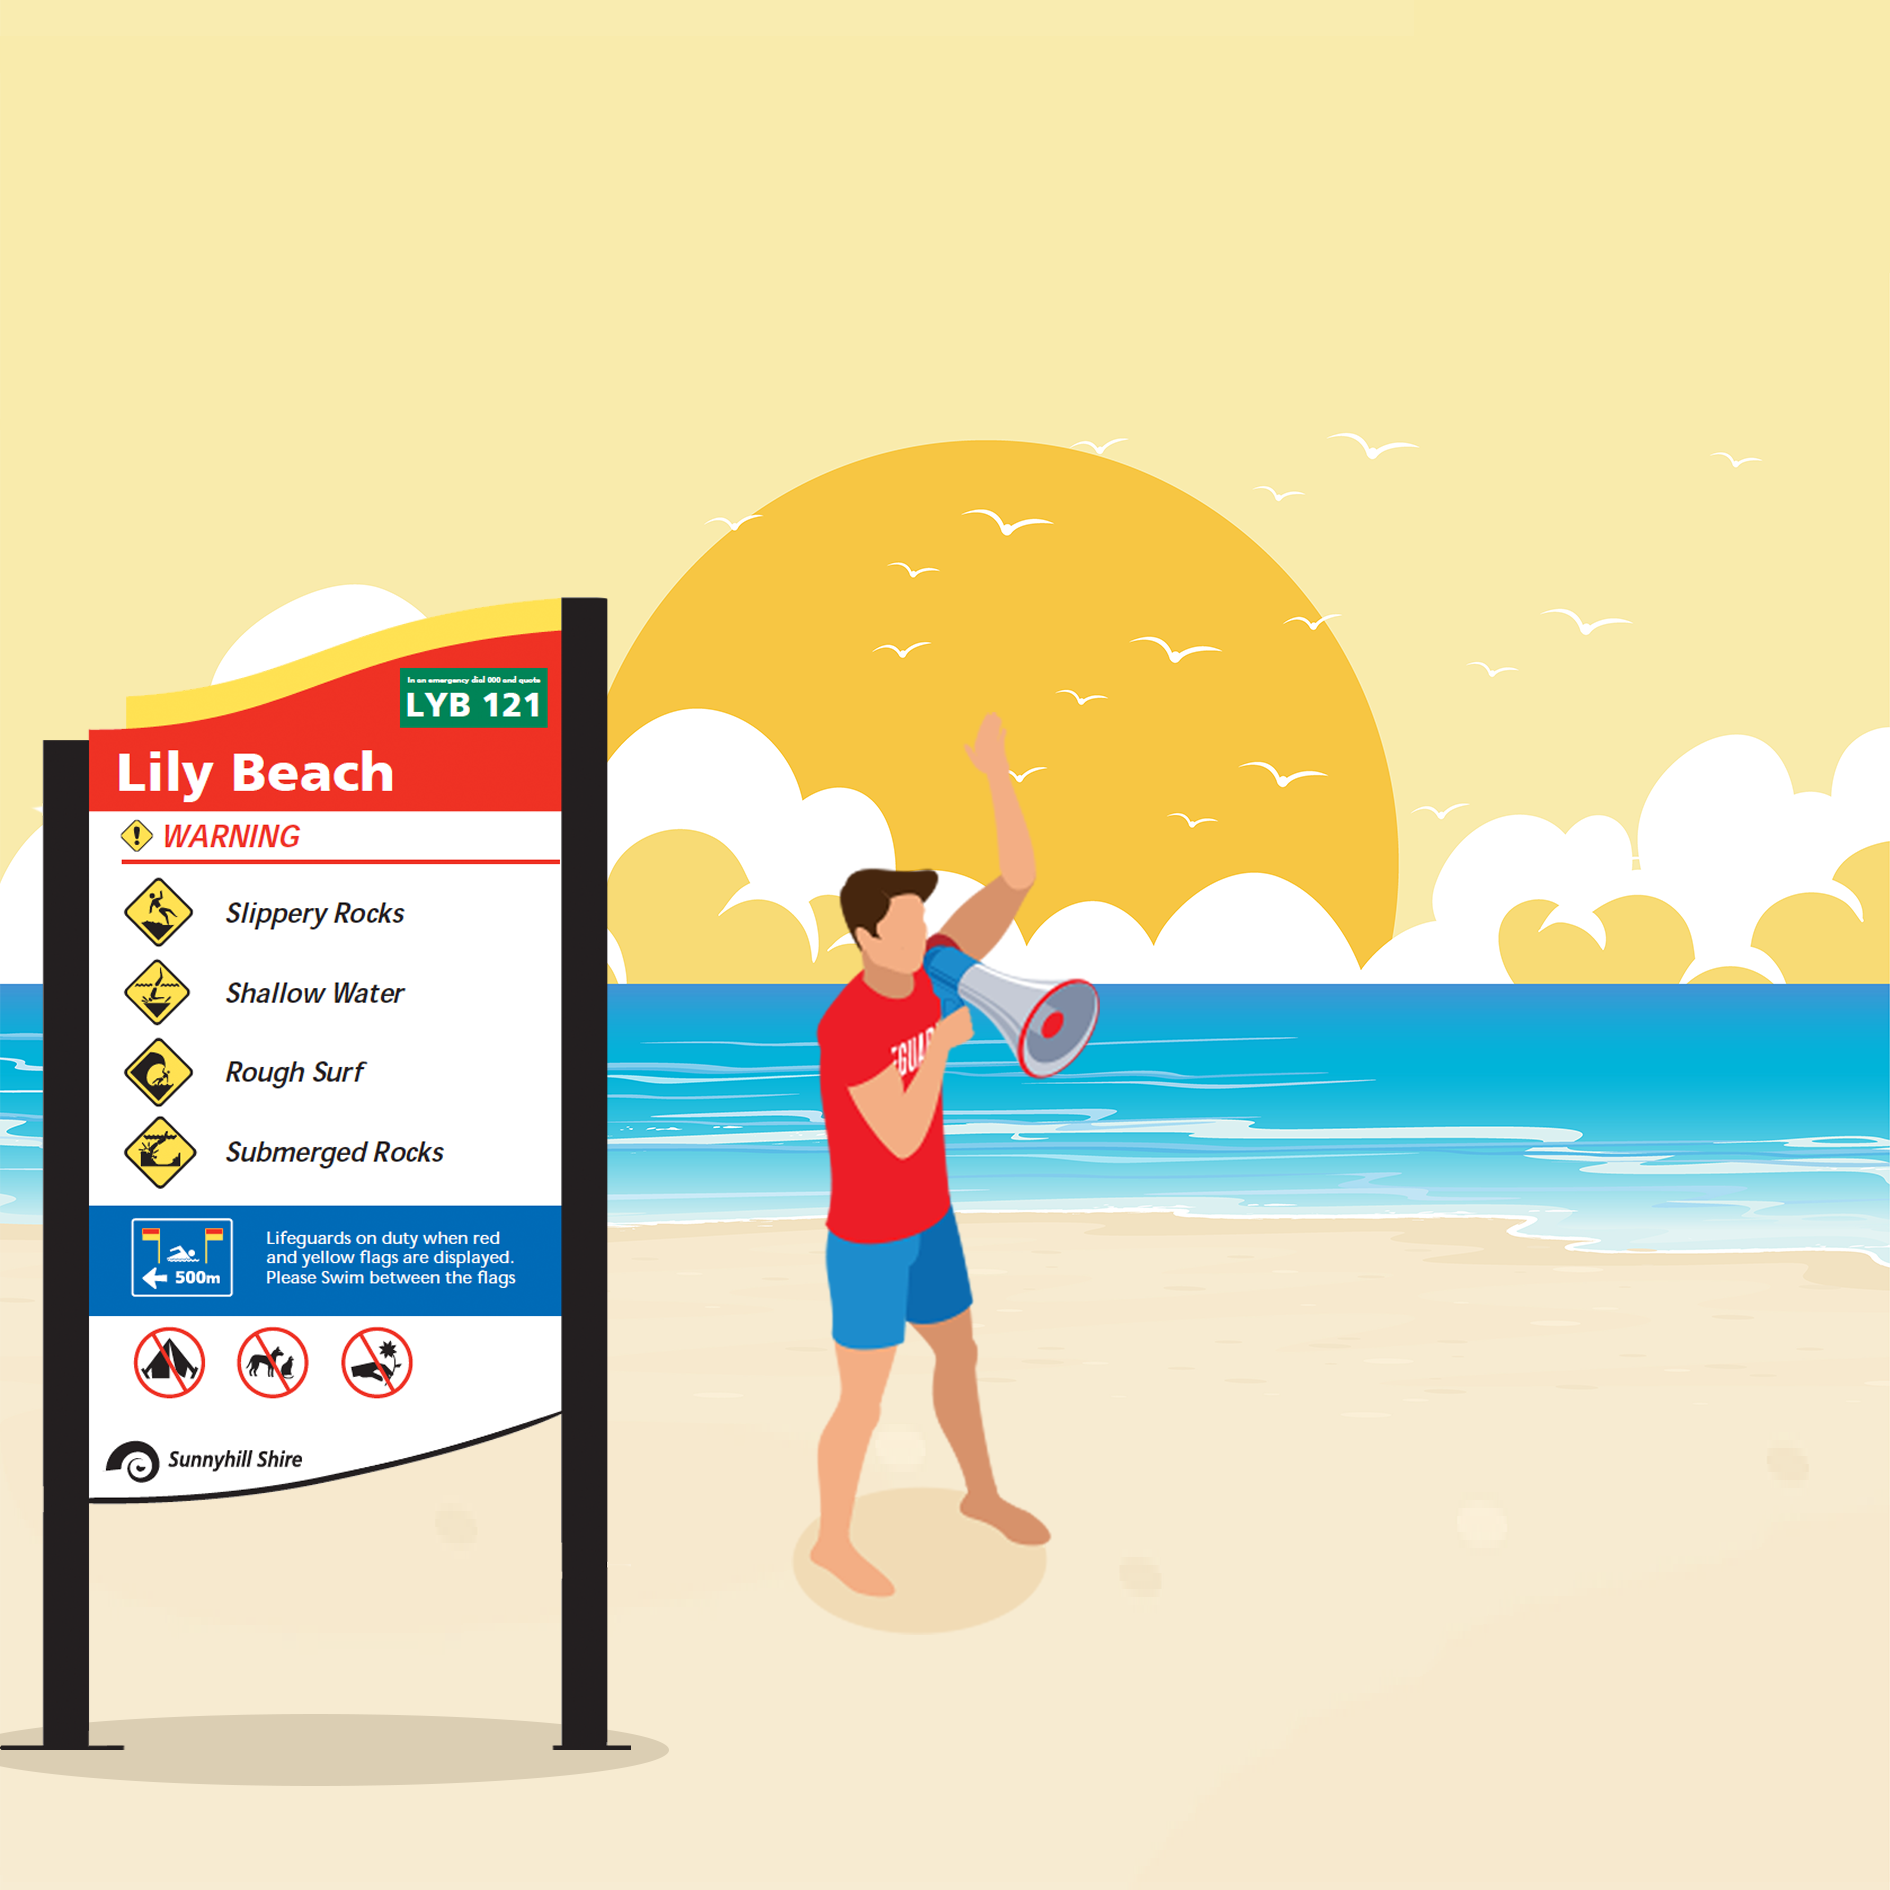 In an emergency dial 000 and quote
LYB 121
Lily Beach
WARNING
Slippery Rocks
Shallow Water
Rough Surf
Submerged Rocks
Lifeguards on duty when red
and yellow flags are displayed.
Please Swim between the flags
500m
Sunnyhill Shire